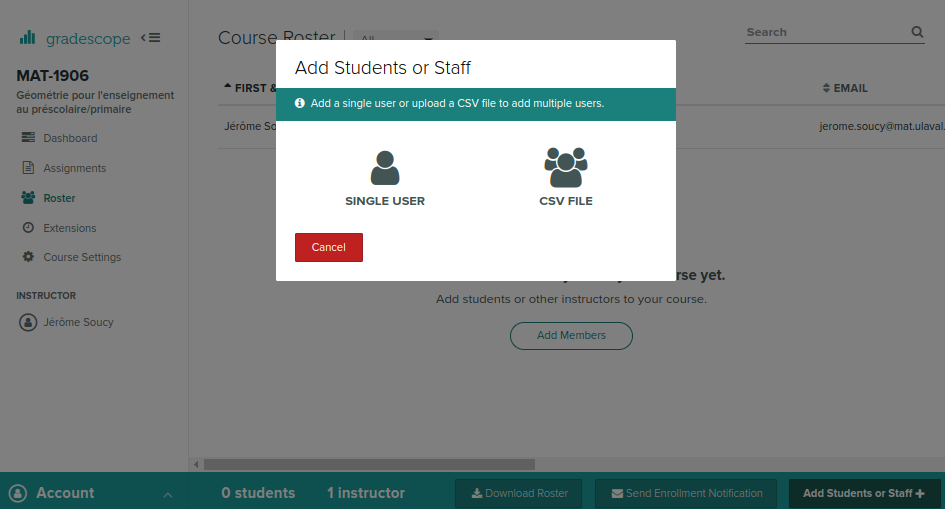 gradescope
MAT-1906
Géométrie pour l'enseignement
au préscolaire/primaire
Dashboard
Assignments
Roster
Extensions
Course Settings
INSTRUCTOR
Jérôme Soucy
Course Roster
All
Search
FIRST &
EMAIL
Jérôme So
jerome.soucy@mat.ulaval.
Add Students or Staff
Add a single user or upload a CSV file to add multiple users.
SINGLE USER
CSV FILE
Cancel
rse yet.
Add students or other instructors to your course.
Add Members
Account
0 students
1 instructor
Download Roster
Send Enrollment Notification
Add Students or Staff